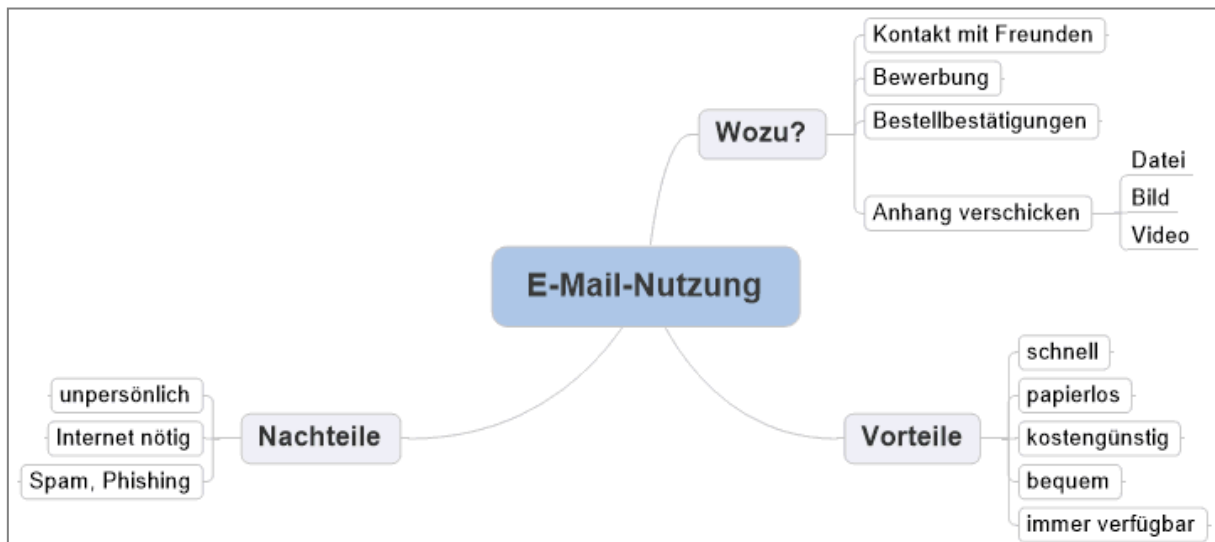 E-Mail-Nutzung
Wozu?
Kontakt mit Freunden
Bewerbung
Bestellbestätigungen
Anhang verschicken
Datei
Bild
Video
Vorteile
schnell
papierlos
kostengünstig
bequem
immer verfügbar
Nachteile
unpersönlich
Internet nötig
Spam, Phishing